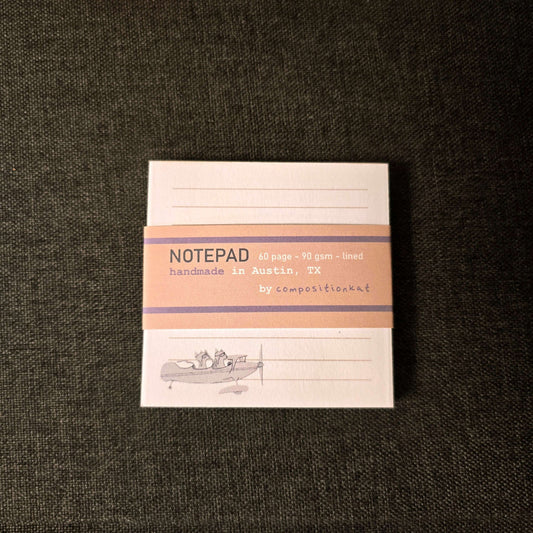 NOTEPAD 60 page - 90 gsm - lined
handmade in Austin, TX
by compositionkat